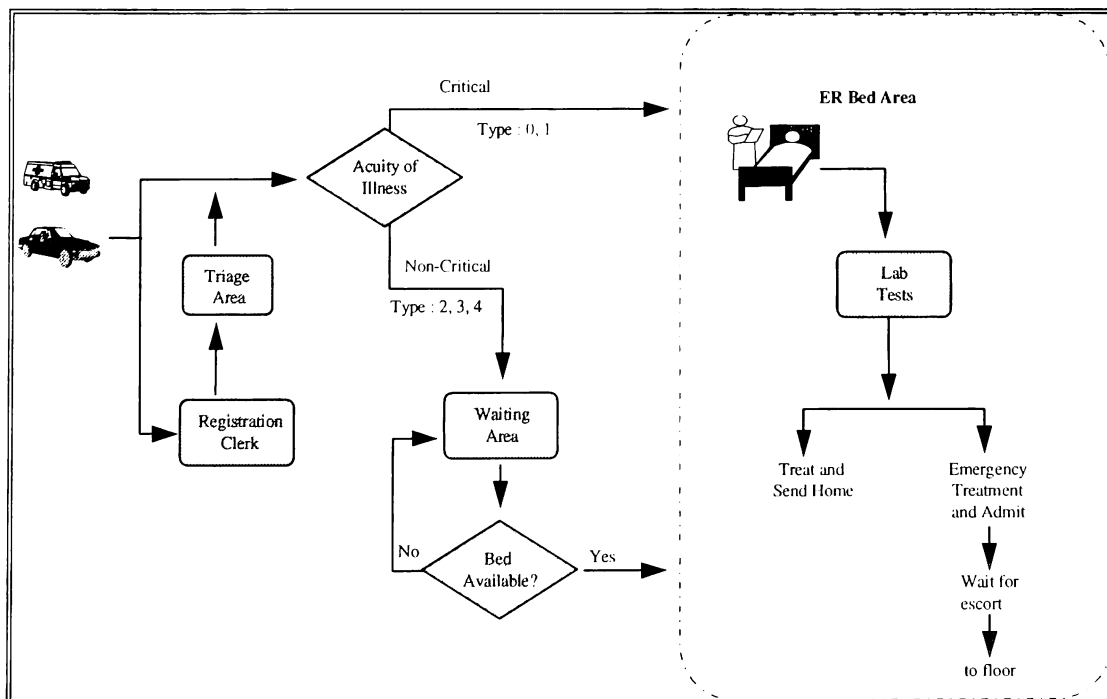 Critical
Type : 0, 1
Acuity of
Illness
Triage
Area
Registration
Clerk
Non-Critical
Type : 2, 3, 4
Waiting
Area
No
Bed
Available?
Yes
ER Bed Area
Lab
Tests
Treat and
Send Home
Emergency
Treatment
and Admit
Wait for
escort
to floor